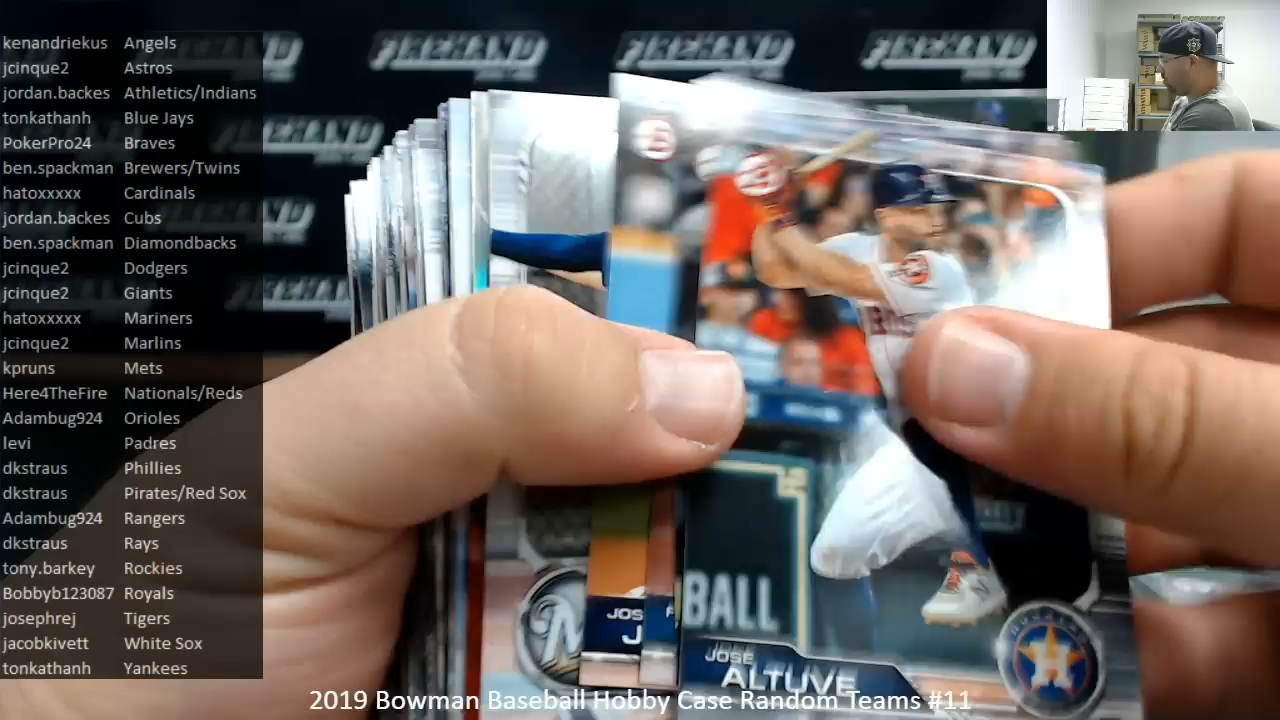 kenandriekus Angels
jcinque2 Astros
jordan.backes Athletics/Indians
tonkathanh Blue Jays
PokerPro24 Braves
ben.spackman Brewers/Twins
hatoxxxxx Cardinals
jordan.backes Cubs
ben.spackman Diamondbacks
jcinque2 Dodgers
jcinque2 Giants
hatoxxxxx Mariners
jcinque2 Marlins
kpruns Mets
Here4TheFire Nationals/Reds
Adambug924 Orioles
levi Padres
dkstraus Phillies
dkstraus Pirates/Red Sox
Adambug924 Rangers
dkstraus Rays
tony.barkey Rockies
Bobbyb123087 Royals
josephrej Tigers
jacobkivett White Sox
tonkathanh Yankees
BALL
JOS
J
JOSE
ALTUVE
H
2019 Bowman Baseball Hobby Case Random Teams #11